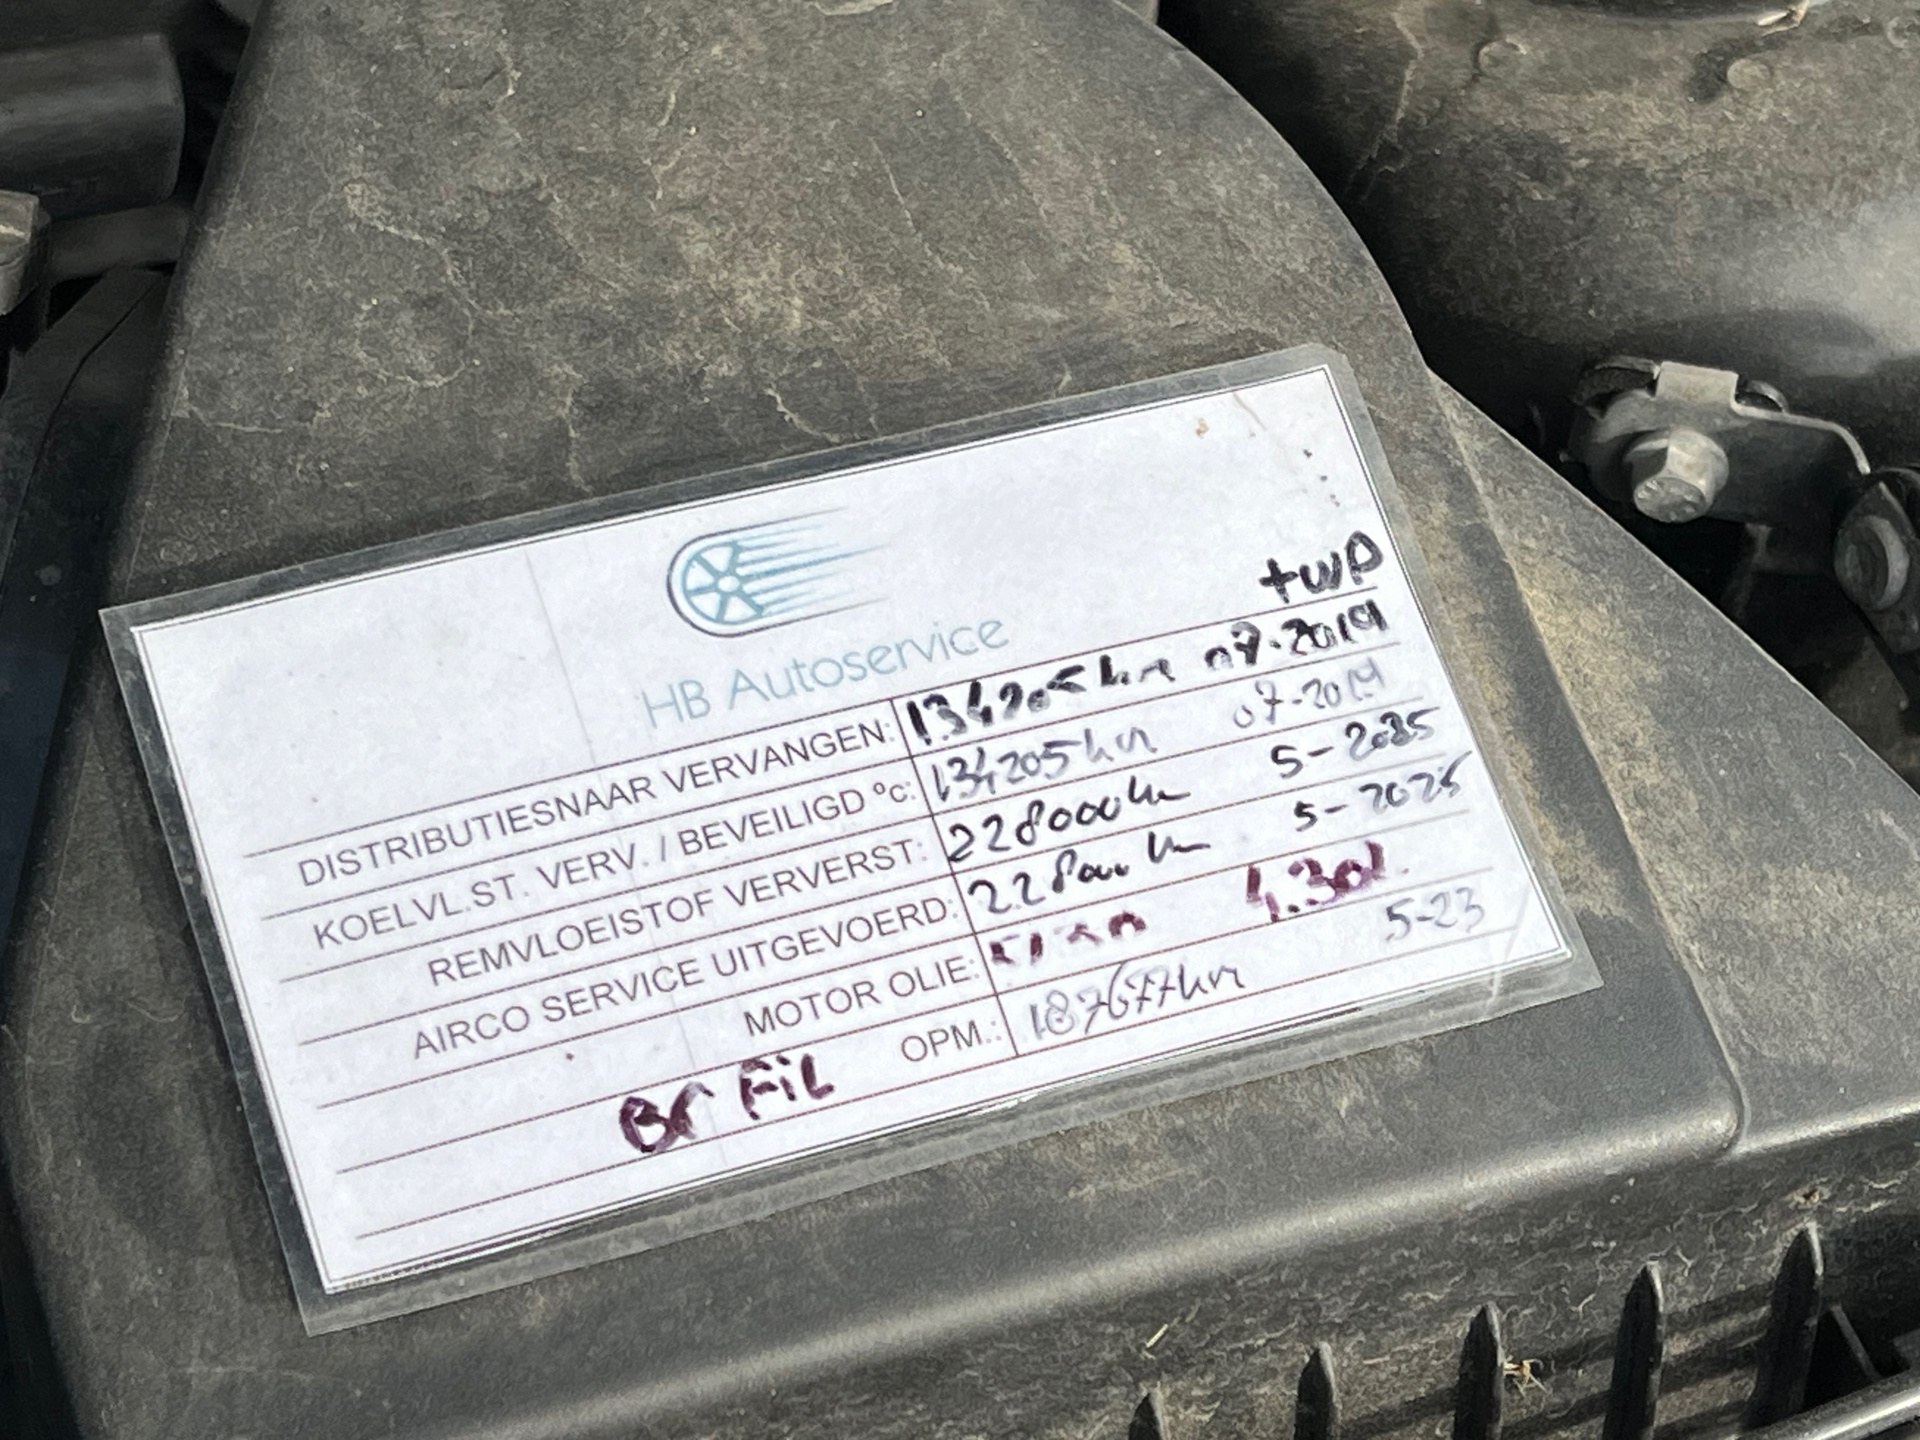 HB Autoservice
+WP
DISTRIBUTIESNAAR VERVANGEN: 134205 km 07-2019
KOELVL.ST. VERV. / BEVEILIGD °c: 134205 km 07-2019
REMVLOEISTOF VERVERST: 228000 km 5-2025
AIRCO SERVICE UITGEVOERD: 228000 km 5-2025
MOTOR OLIE: 4.30L.
OPM.: 187677 km 5-23
Br FiL